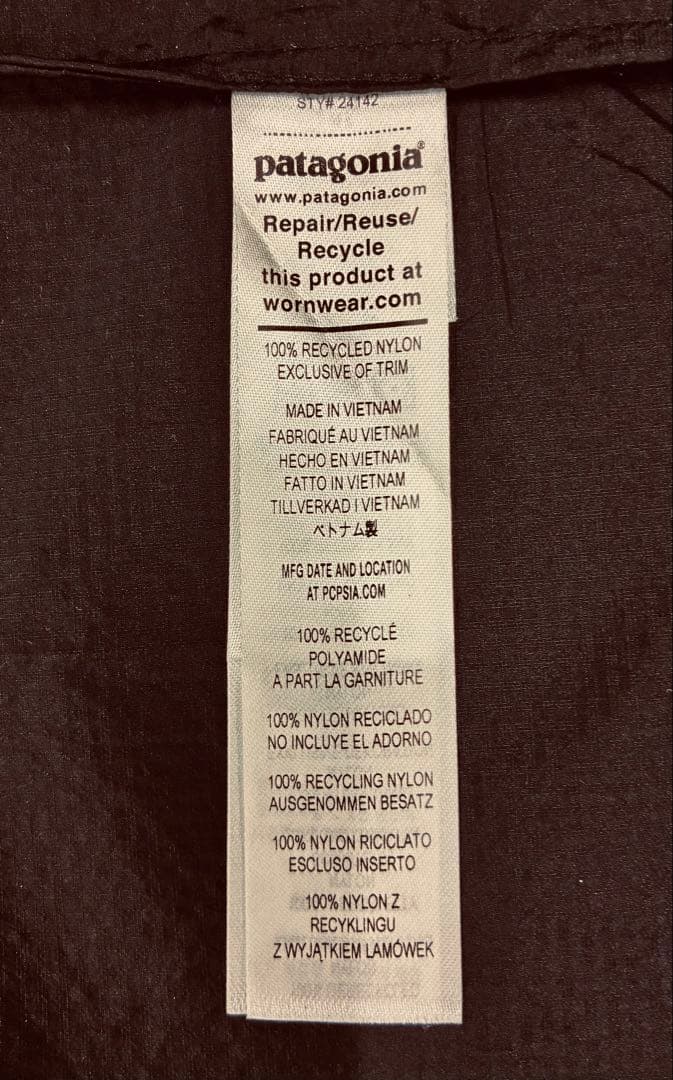 STY# 24142
patagonia®
www.patagonia.com
Repair/Reuse/
Recycle
this product at
wornwear.com
100% RECYCLED NYLON
EXCLUSIVE OF TRIM
MADE IN VIETNAM
FABRIQUÉ AU VIETNAM
HECHO EN VIETNAM
FATTO IN VIETNAM
TILLVERKAD I VIETNAM
ベトナム製
MFG DATE AND LOCATION
AT PCPSIA.COM
100% RECYCLÉ
POLYAMIDE
A PART LA GARNITURE
100% NYLON RECICLADO
NO INCLUYE EL ADORNO
100% RECYCLING NYLON
AUSGENOMMEN BESATZ
100% NYLON RICICLATO
ESCLUSO INSERTO
100% NYLON Z
RECYKLINGU
Z WYJĄTKIEM LAMÓWEK